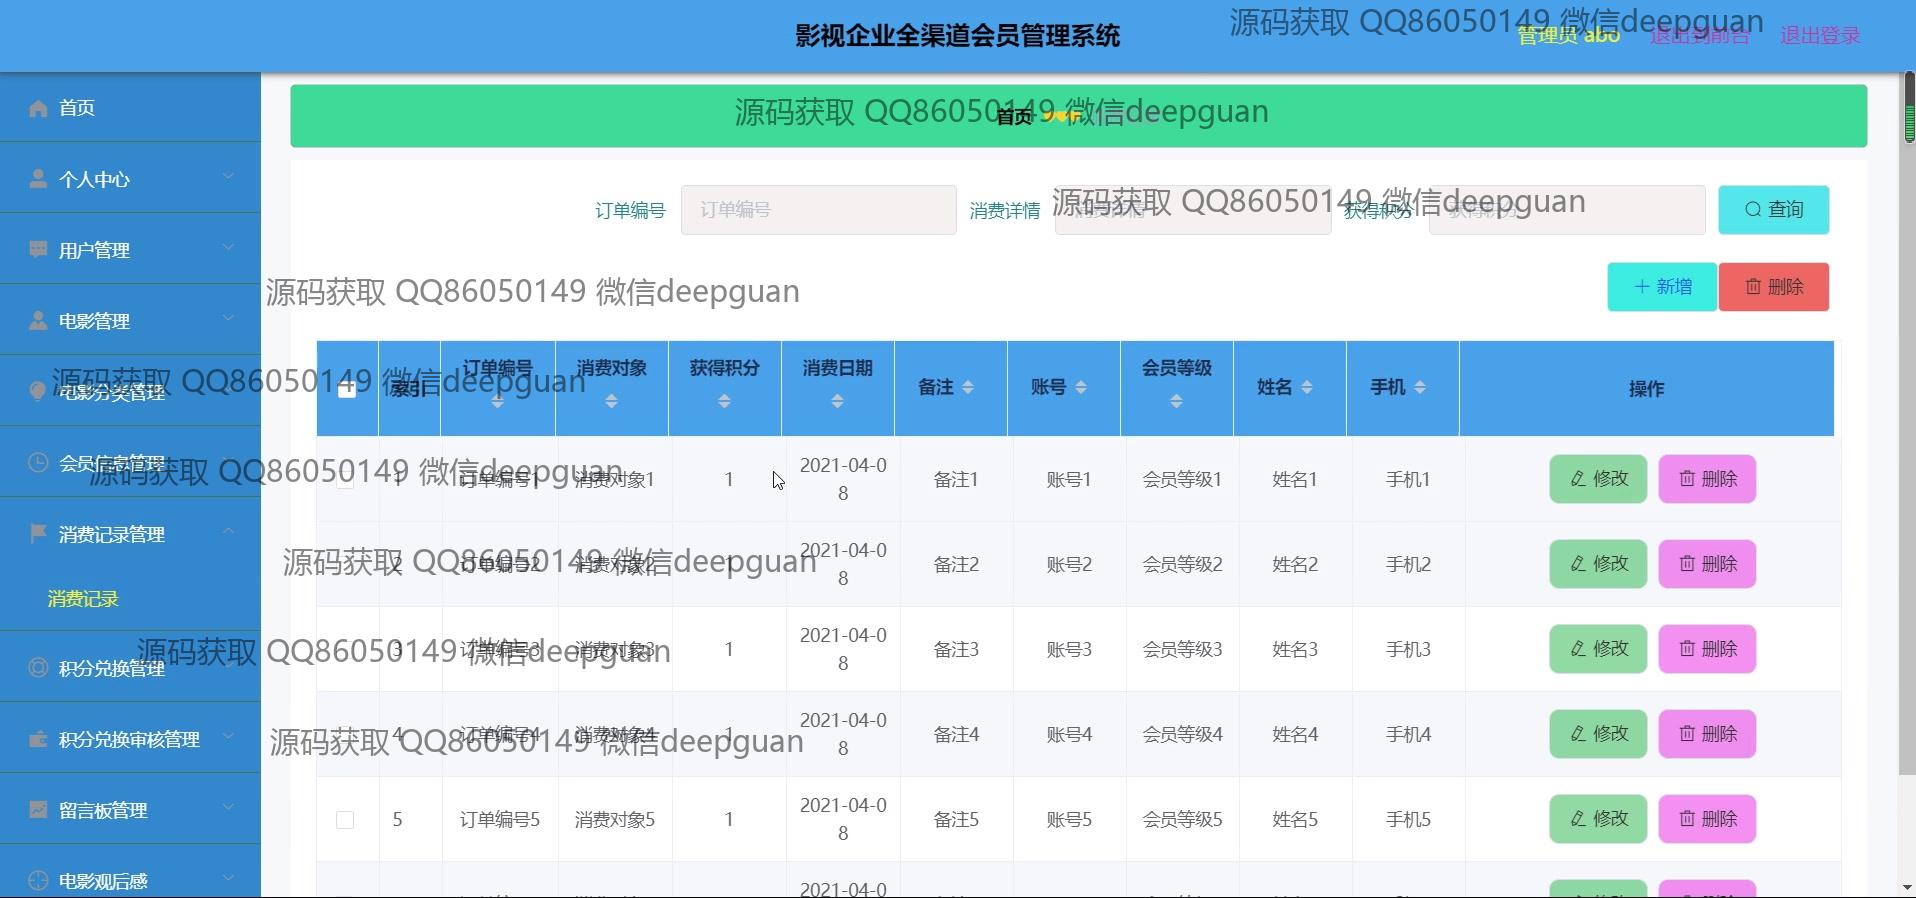 影视企业全渠道会员管理系统
源码获取 QQ86050149 微信deepguan
管理员 abo 退出到前台 退出登录
首页
个人中心
用户管理
电影管理
电影分类管理
会员信息管理
消费记录管理
消费记录
积分兑换管理
积分兑换审核管理
留言板管理
电影观后感
源码获取 QQ86050149 微信deepguan
首页
订单编号 订单编号 消费详情 消费详情 获得积分 获得积分 查询
源码获取 QQ86050149 微信deepguan
源码获取 QQ86050149 微信deepguan
新增 删除
索引 订单编号 消费对象 获得积分 消费日期 备注 账号 会员等级 姓名 手机 操作
源码获取 QQ86050149 微信deepguan
1 订单编号1 消费对象1 1 2021-04-08 备注1 账号1 会员等级1 姓名1 手机1 修改 删除
源码获取 QQ86050149 微信deepguan
2 订单编号2 消费对象2 1 2021-04-08 备注2 账号2 会员等级2 姓名2 手机2 修改 删除
源码获取 QQ86050149 微信deepguan
3 订单编号3 消费对象3 1 2021-04-08 备注3 账号3 会员等级3 姓名3 手机3 修改 删除
源码获取 QQ86050149 微信deepguan
4 订单编号4 消费对象4 1 2021-04-08 备注4 账号4 会员等级4 姓名4 手机4 修改 删除
源码获取 QQ86050149 微信deepguan
5 订单编号5 消费对象5 1 2021-04-08 备注5 账号5 会员等级5 姓名5 手机5 修改 删除
2021-04-0